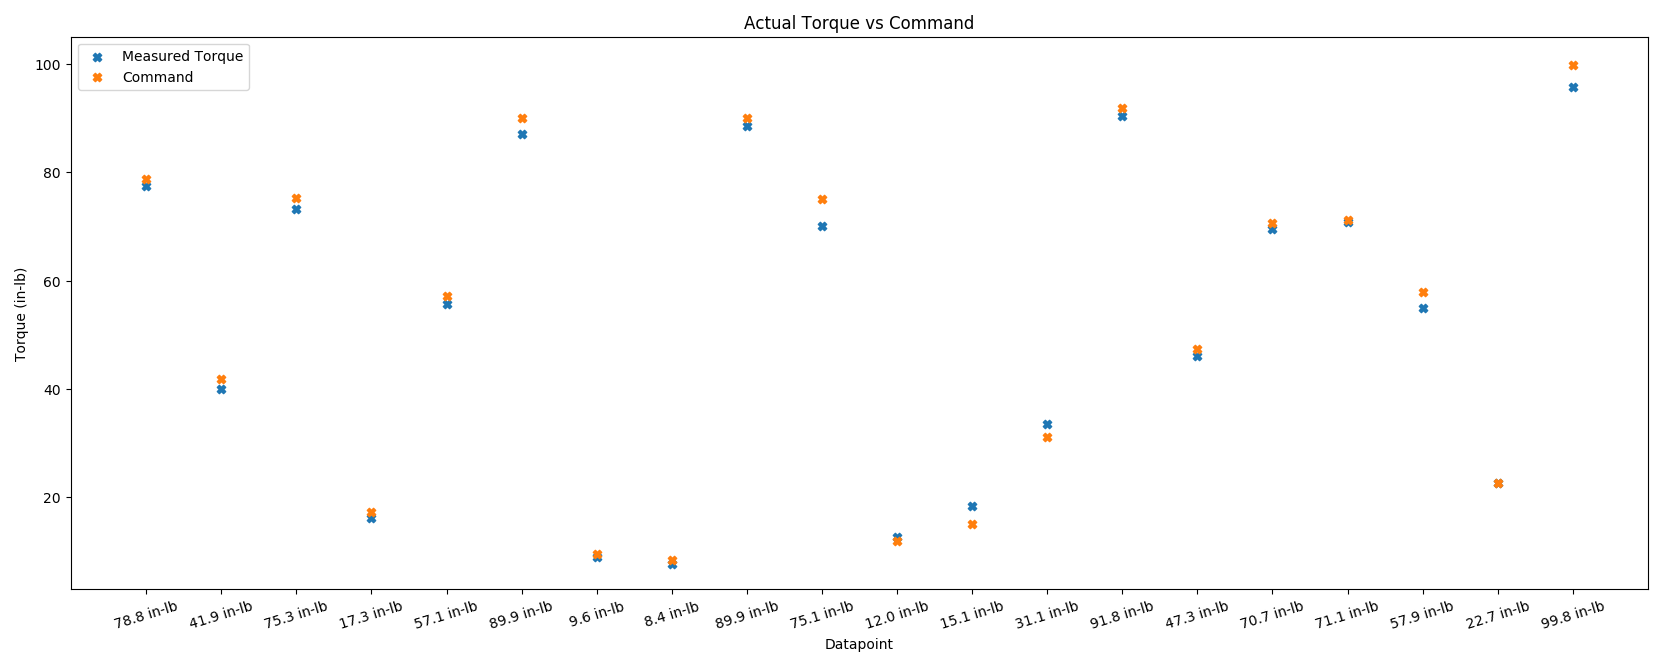 Actual Torque vs Command
Measured Torque
Command
100
80
60
40
20
Torque (in-lb)
78.8 in-lb
41.9 in-lb
75.3 in-lb
17.3 in-lb
57.1 in-lb
89.9 in-lb
9.6 in-lb
8.4 in-lb
89.9 in-lb
75.1 in-lb
12.0 in-lb
15.1 in-lb
31.1 in-lb
91.8 in-lb
47.3 in-lb
70.7 in-lb
71.1 in-lb
57.9 in-lb
22.7 in-lb
99.8 in-lb
Datapoint